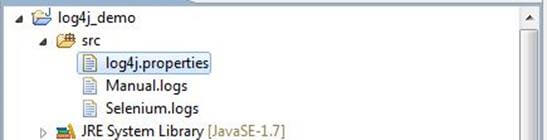 log4j_demo
src
log4j.properties
Manual.logs
Selenium.logs
JRE System Library [JavaSE-1.7]